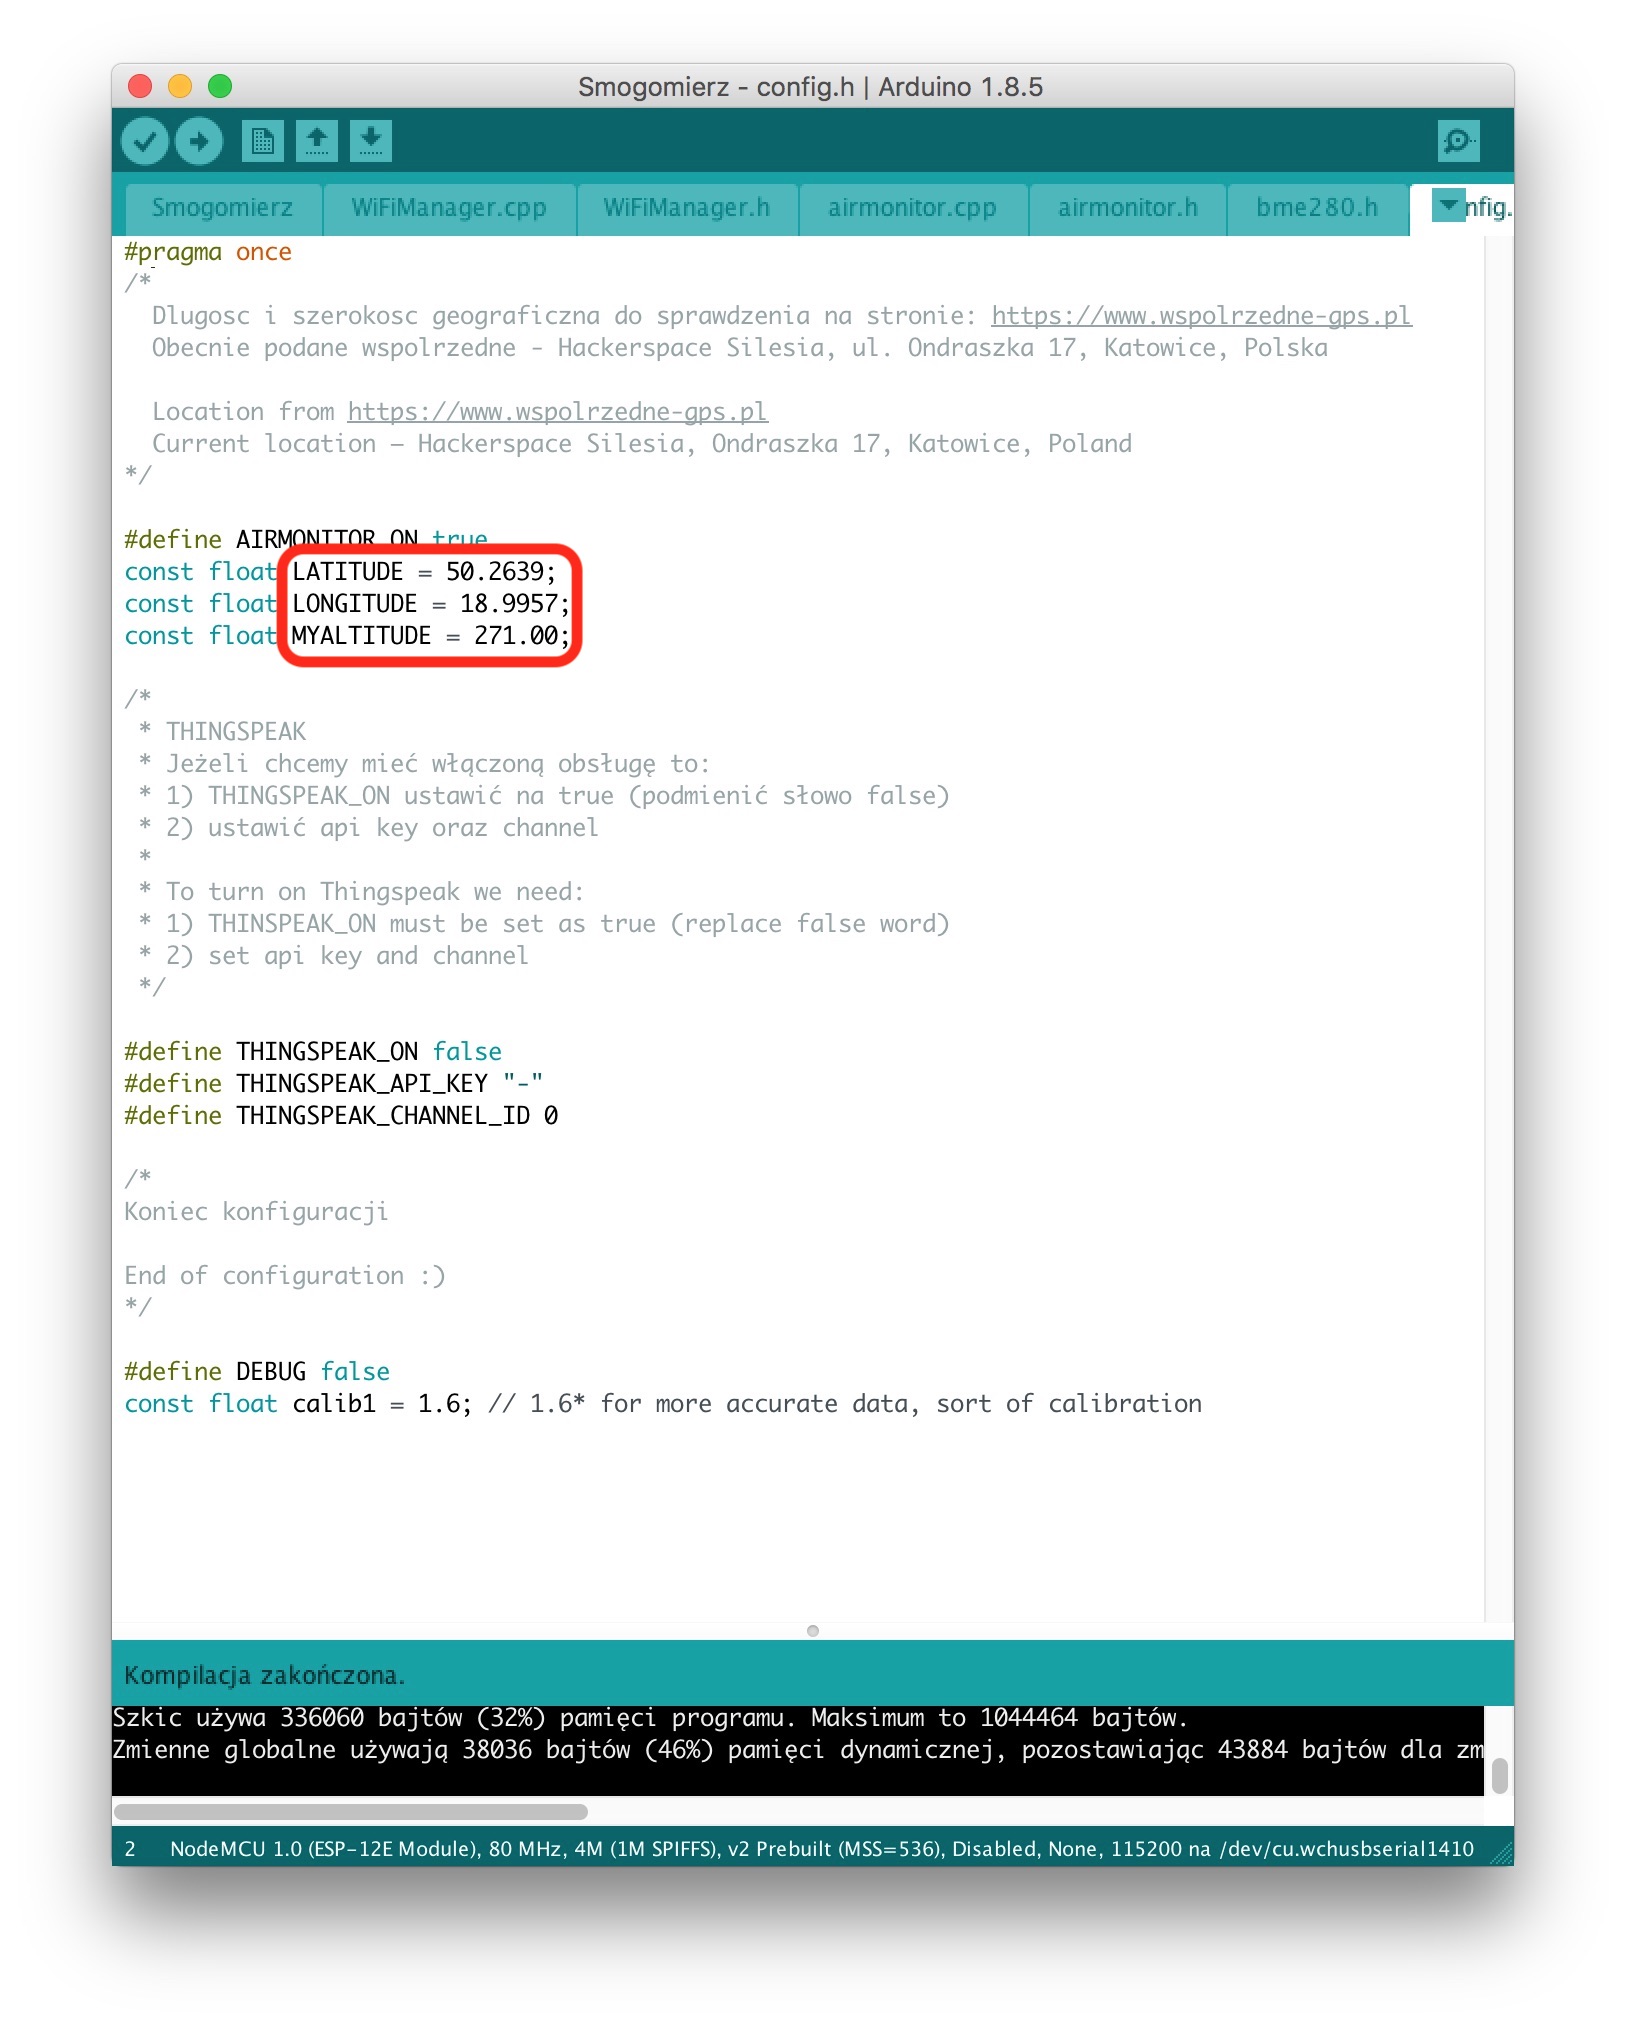 Smogomierz - config.h | Arduino 1.8.5
Smogomierz WiFiManager.cpp WiFiManager.h airmonitor.cpp airmonitor.h bme280.h nfig.
#pragma once
/*
Dlugosc i szerokosc geograficzna do sprawdzenia na stronie: https://www.wspolrzedne-gps.pl
Obecnie podane wspolrzedne - Hackerspace Silesia, ul. Ondraszka 17, Katowice, Polska
Location from https://www.wspolrzedne-gps.pl
Current location – Hackerspace Silesia, Ondraszka 17, Katowice, Poland
*/
#define AIRMONITOR_ON true
const float LATITUDE = 50.2639;
const float LONGITUDE = 18.9957;
const float MYALTITUDE = 271.00;
/*
* THINGSPEAK
* Jeżeli chcemy mieć włączoną obsługę to:
* 1) THINGSPEAK_ON ustawić na true (podmienić słowo false)
* 2) ustawić api key oraz channel
*
* To turn on Thingspeak we need:
* 1) THINSPEAK_ON must be set as true (replace false word)
* 2) set api key and channel
*/
#define THINGSPEAK_ON false
#define THINGSPEAK_API_KEY "-"
#define THINGSPEAK_CHANNEL_ID 0
/*
Koniec konfiguracji
End of configuration :)
*/
#define DEBUG false
const float calib1 = 1.6; // 1.6* for more accurate data, sort of calibration
Kompilacja zakończona.
Szkic używa 336060 bajtów (32%) pamięci programu. Maksimum to 1044464 bajtów.
Zmienne globalne używają 38036 bajtów (46%) pamięci dynamicznej, pozostawiając 43884 bajtów dla zm
2 NodeMCU 1.0 (ESP-12E Module), 80 MHz, 4M (1M SPIFFS), v2 Prebuilt (MSS=536), Disabled, None, 115200 na /dev/cu.wchusbserial1410